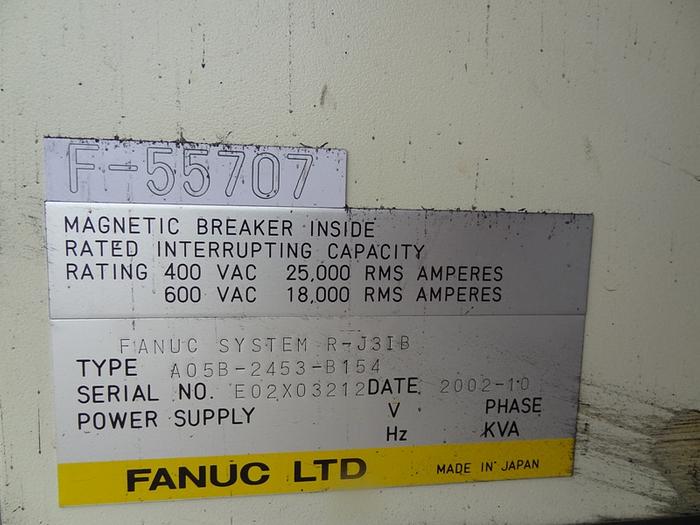 F-55707
MAGNETIC BREAKER INSIDE
RATED INTERRUPTING CAPACITY
RATING 400 VAC 25,000 RMS AMPERES
600 VAC 18,000 RMS AMPERES
FANUC SYSTEM R-J3IB
TYPE A05B-2453-B154
SERIAL NO. E02X03212 DATE 2002-10
POWER SUPPLY V PHASE
Hz KVA
FANUC LTD MADE IN JAPAN